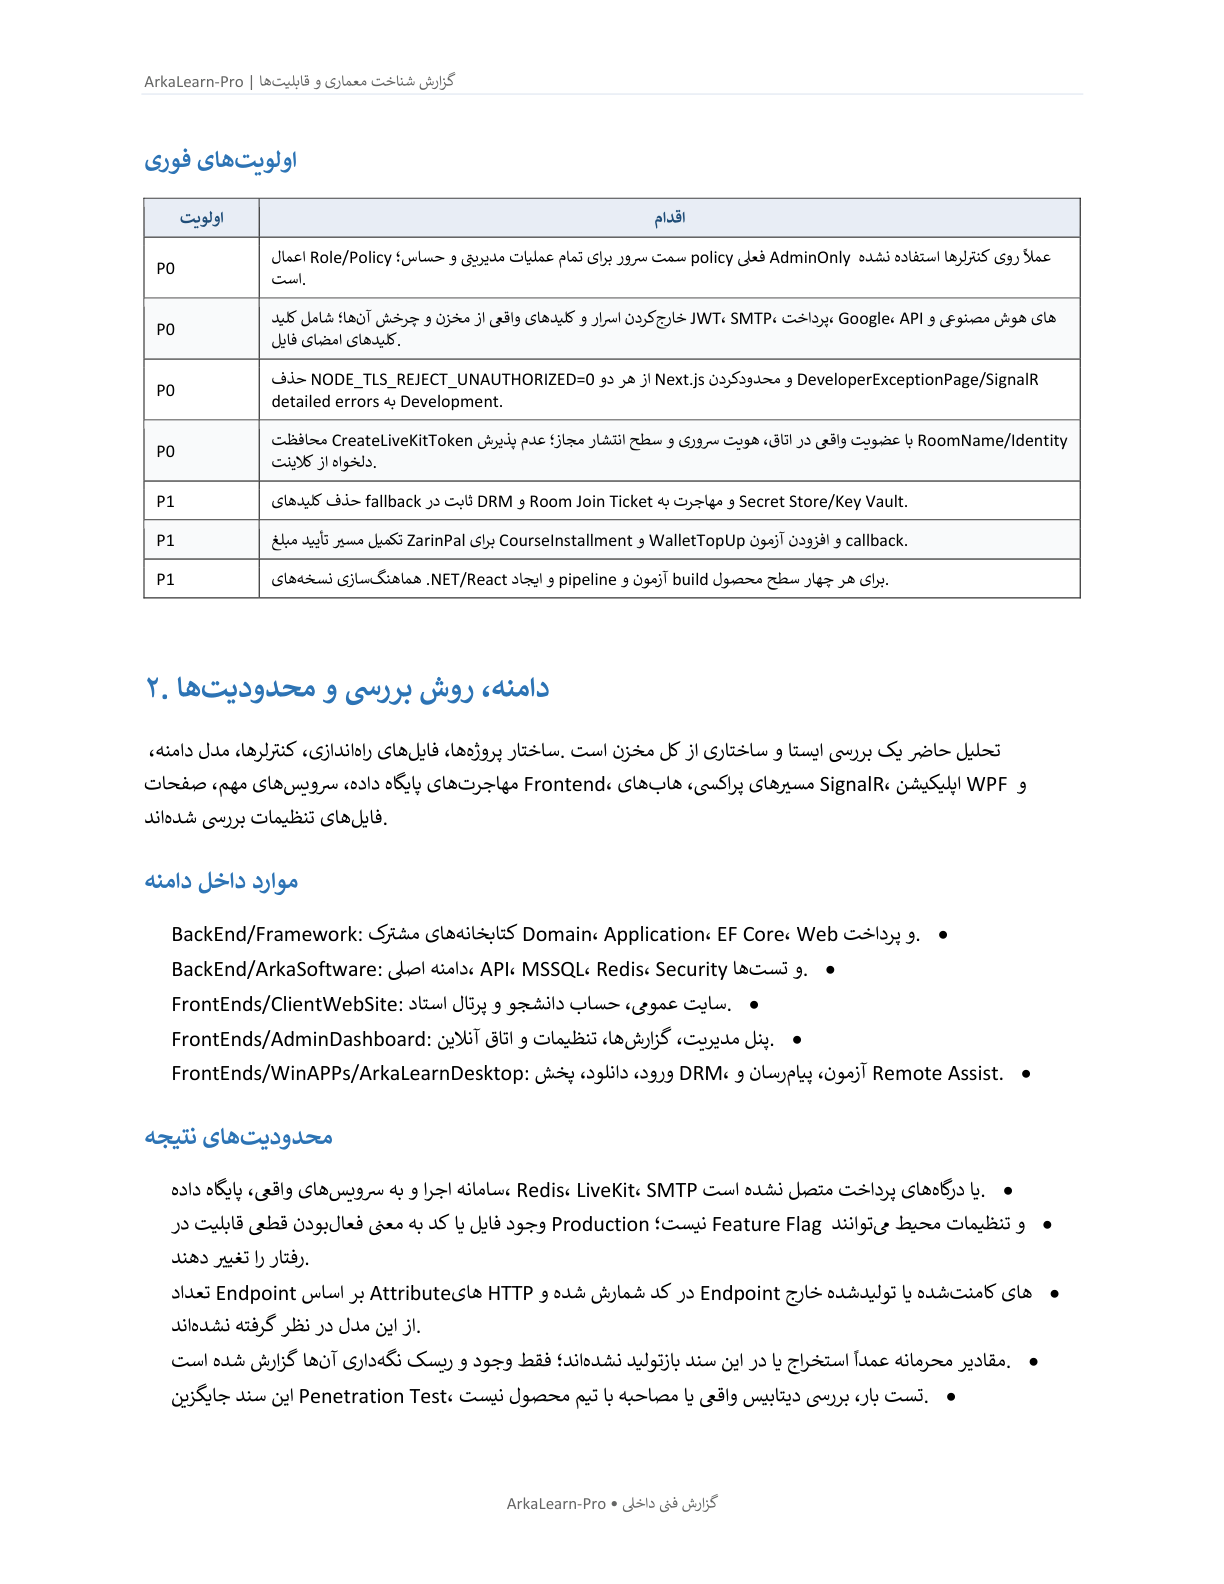 ArkaLearn-Pro | گزارش شناخت معماری و قابلیت‌ها
اولویت‌های فوری
اولویت	اقدام
P0	اعمال Role/Policy سمت سرور برای تمام عملیات مدیریتی و حساس؛ policy فعلی AdminOnly عملاً روی کنترلرها استفاده نشده
است.
P0	خارج‌کردن اسرار و کلیدهای واقعی از مخزن و چرخش آن‌ها؛ شامل کلید JWT، SMTP، پرداخت، Google، API های هوش مصنوعی و
کلیدهای امضای فایل.
P0	حذف NODE_TLS_REJECT_UNAUTHORIZED=0 از هر دو Next.js و محدودکردن DeveloperExceptionPage/SignalR
detailed errors به Development.
P0	محافظت CreateLiveKitToken با عضویت واقعی در اتاق، هویت سروری و سطح انتشار مجاز؛ عدم پذیرش RoomName/Identity
دلخواه از کلاینت.
P1	حذف کلیدهای fallback ثابت در DRM و Room Join Ticket و مهاجرت به Secret Store/Key Vault.
P1	تکمیل مسیر تأیید مبلغ ZarinPal برای CourseInstallment و WalletTopUp و افزودن آزمون callback.
P1	هماهنگ‌سازی نسخه‌های .NET/React و ایجاد pipeline آزمون و build برای هر چهار سطح محصول.
۲. دامنه، روش بررسی و محدودیت‌ها
تحلیل حاضر یک بررسی ایستا و ساختاری از کل مخزن است. ساختار پروژه‌ها، فایل‌های راه‌اندازی، کنترلرها، مدل دامنه،
مهاجرت‌های پایگاه داده، سرویس‌های مهم، صفحات Frontend، مسیرهای پراکسی، هاب‌های SignalR، اپلیکیشن WPF و
فایل‌های تنظیمات بررسی شده‌اند.
موارد داخل دامنه
• BackEnd/Framework: کتابخانه‌های مشترک Domain، Application، EF Core، Web و پرداخت.
• BackEnd/ArkaSoftware: دامنه اصلی، API، MSSQL، Redis، Security و تست‌ها.
• FrontEnds/ClientWebSite: سایت عمومی، حساب دانشجو و پرتال استاد.
• FrontEnds/AdminDashboard: پنل مدیریت، گزارش‌ها، تنظیمات و اتاق آنلاین.
• FrontEnds/WinAPPs/ArkaLearnDesktop: ورود، دانلود، پخش DRM، آزمون، پیام‌رسان و Remote Assist.
محدودیت‌های نتیجه
• سامانه اجرا و به سرویس‌های واقعی، پایگاه داده، Redis، LiveKit، SMTP یا درگاه‌های پرداخت متصل نشده است.
• وجود فایل یا کد به معنی فعال‌بودن قطعی قابلیت در Production نیست؛ Feature Flag و تنظیمات محیط می‌توانند
رفتار را تغییر دهند.
• تعداد Endpoint بر اساس Attributeهای HTTP در کد شمارش شده و Endpoint های کامنت‌شده یا تولیدشده خارج
از این مدل در نظر گرفته نشده‌اند.
• مقادیر محرمانه عمداً استخراج یا در این سند بازتولید نشده‌اند؛ فقط وجود و ریسک نگه‌داری آن‌ها گزارش شده است.
• این سند جایگزین Penetration Test، تست بار، بررسی دیتابیس واقعی یا مصاحبه با تیم محصول نیست.
ArkaLearn-Pro • گزارش فنی داخلی